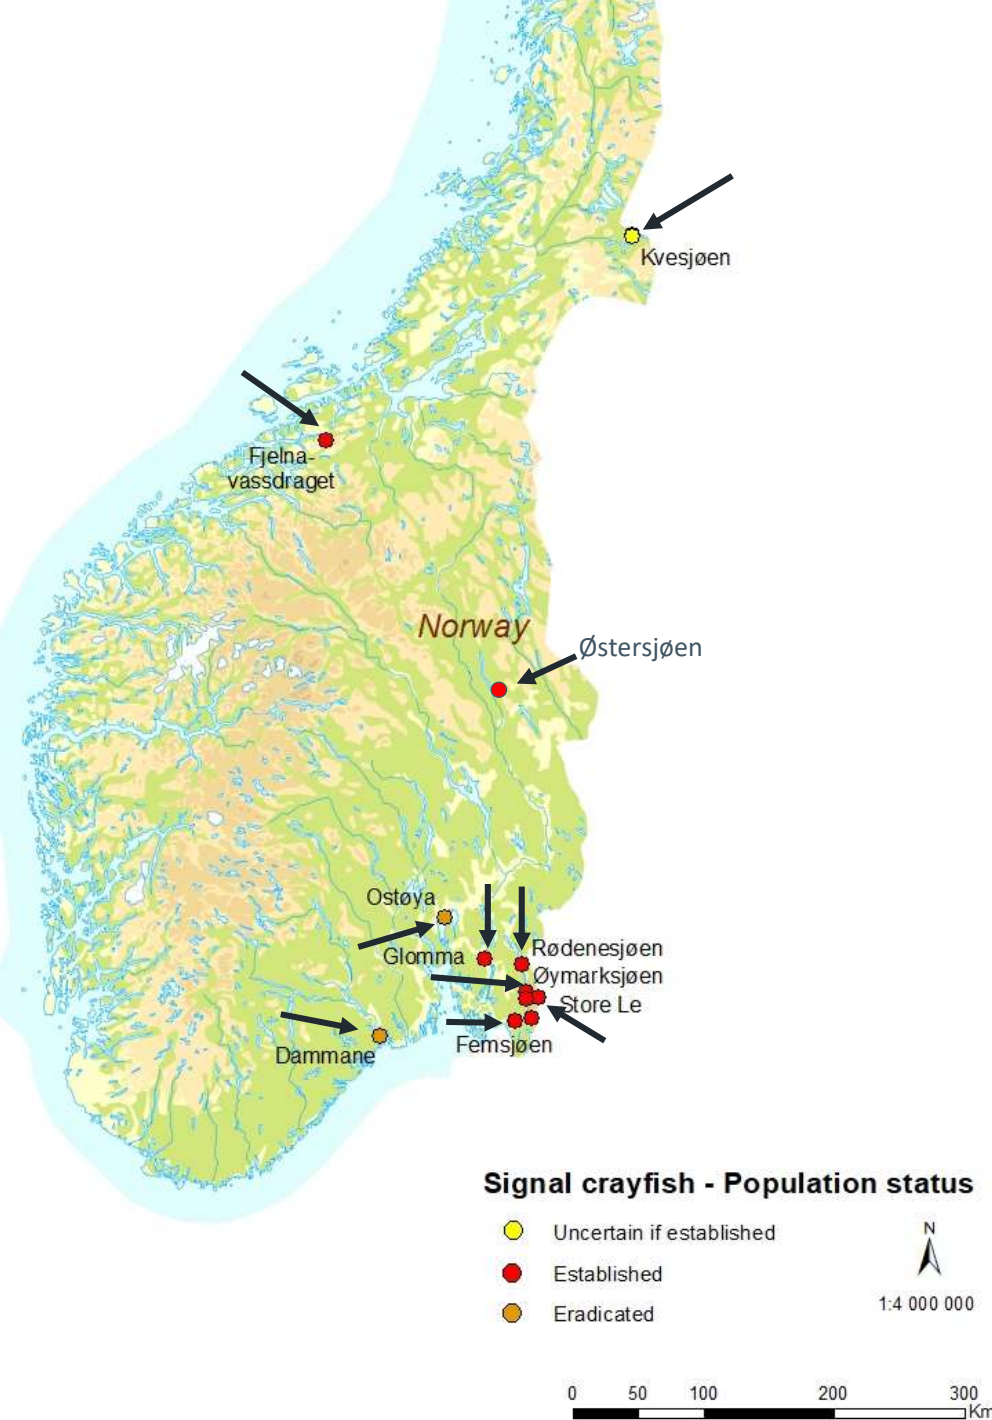 Kvesjøen
Fjelna-
vassdraget
Norway
Østersjøen
Ostøya
Glomma
Rødenesjøen
Øymarksjøen
Store Le
Femsjøen
Dammane
Signal crayfish - Population status
Uncertain if established
Established
Eradicated
N
1:4 000 000
0 50 100 200 300
Km